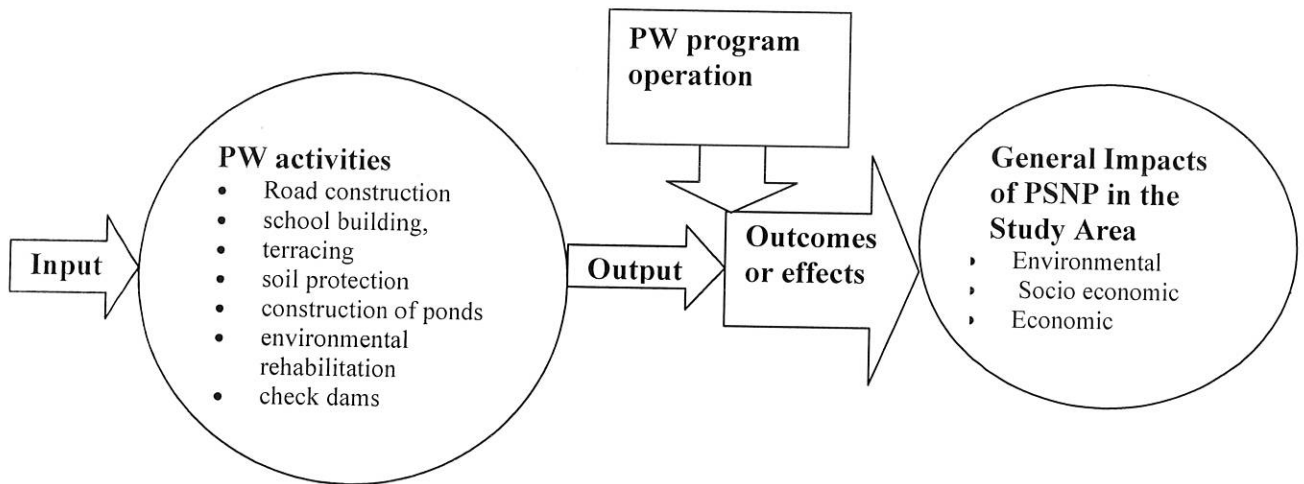 PW program
operation
PW activities
• Road construction
• school building,
• terracing
• soil protection
• construction of ponds
• environmental
rehabilitation
• check dams
Input
Output
Outcomes
or effects
General Impacts
of PSNP in the
Study Area
Environmental
Socio economic
Economic